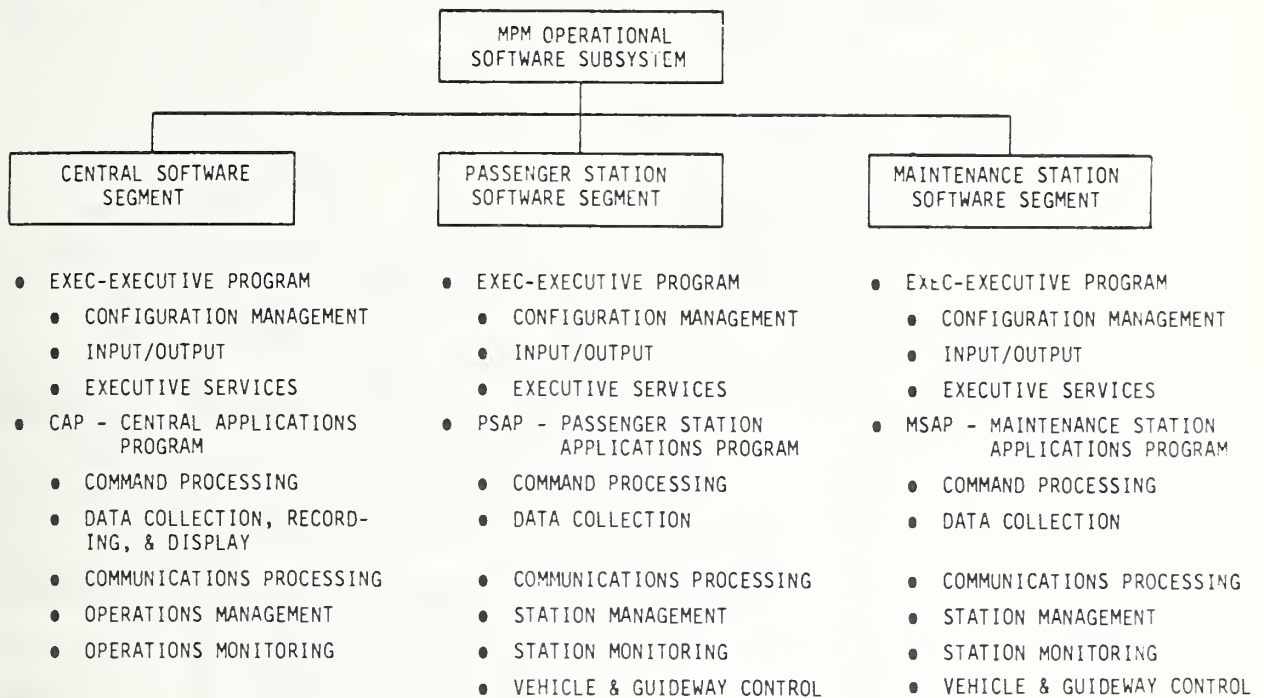 MPM OPERATIONAL
SOFTWARE SUBSYSTEM
CENTRAL SOFTWARE
SEGMENT
● EXEC-EXECUTIVE PROGRAM
● CONFIGURATION MANAGEMENT
● INPUT/OUTPUT
● EXECUTIVE SERVICES
● CAP - CENTRAL APPLICATIONS
PROGRAM
● COMMAND PROCESSING
● DATA COLLECTION, RECORD-
ING, & DISPLAY
● COMMUNICATIONS PROCESSING
● OPERATIONS MANAGEMENT
● OPERATIONS MONITORING
PASSENGER STATION
SOFTWARE SEGMENT
● EXEC-EXECUTIVE PROGRAM
● CONFIGURATION MANAGEMENT
● INPUT/OUTPUT
● EXECUTIVE SERVICES
● PSAP - PASSENGER STATION
APPLICATIONS PROGRAM
● COMMAND PROCESSING
● DATA COLLECTION
● COMMUNICATIONS PROCESSING
● STATION MANAGEMENT
● STATION MONITORING
● VEHICLE & GUIDEWAY CONTROL
MAINTENANCE STATION
SOFTWARE SEGMENT
● EXEC-EXECUTIVE PROGRAM
● CONFIGURATION MANAGEMENT
● INPUT/OUTPUT
● EXECUTIVE SERVICES
● MSAP - MAINTENANCE STATION
APPLICATIONS PROGRAM
● COMMAND PROCESSING
● DATA COLLECTION
● COMMUNICATIONS PROCESSING
● STATION MANAGEMENT
● STATION MONITORING
● VEHICLE & GUIDEWAY CONTROL